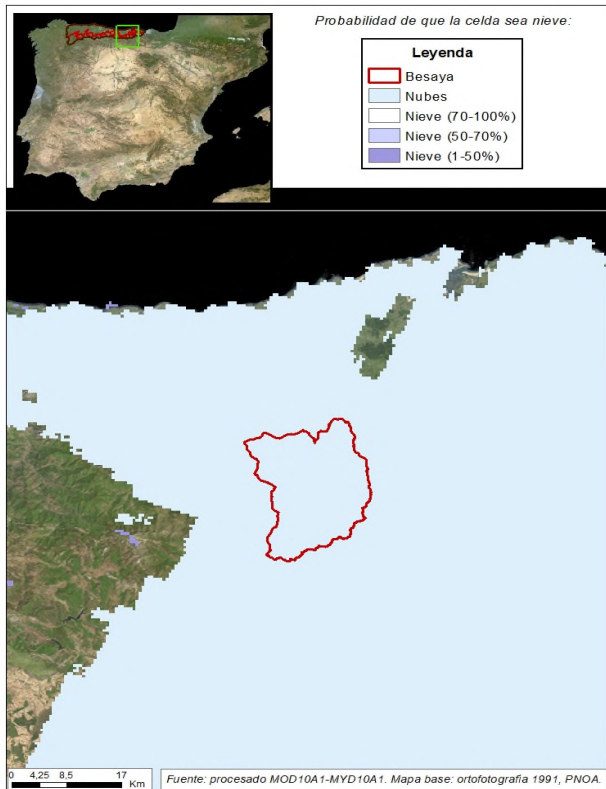 Probabilidad de que la celda sea nieve:
Leyenda
Besaya
Nubes
Nieve (70-100%)
Nieve (50-70%)
Nieve (1-50%)
0 4,25 8,5 17
Km
Fuente: procesado MOD10A1-MYD10A1. Mapa base: ortofotografia 1991, PNOA.